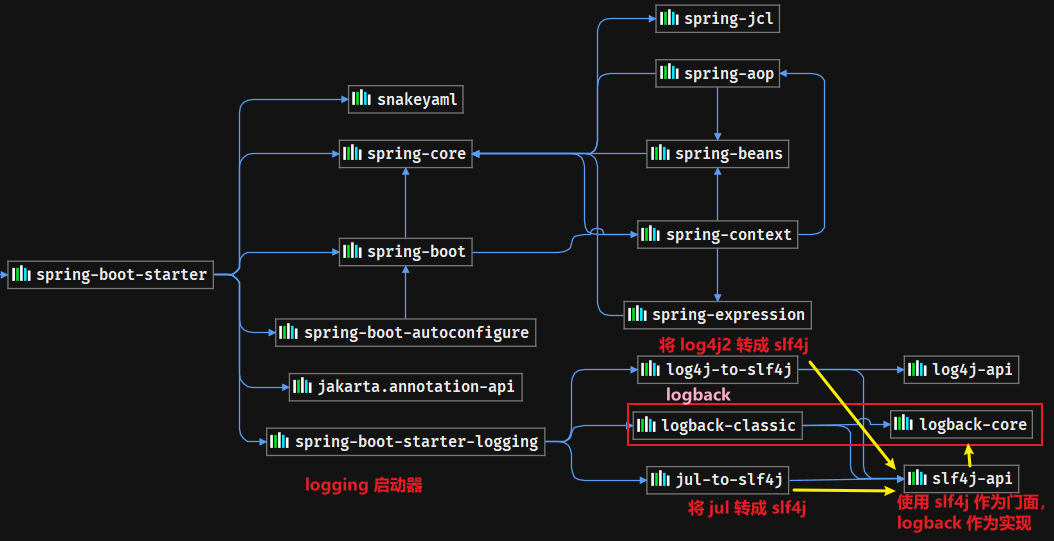 spring-jcl
spring-aop
snakeyaml
spring-core
spring-beans
spring-context
spring-boot
spring-boot-starter
spring-expression
spring-boot-autoconfigure
将 log4j2 转成 slf4j
log4j-to-slf4j
log4j-api
jakarta.annotation-api
logback
logback-classic
logback-core
spring-boot-starter-logging
jul-to-slf4j
slf4j-api
logging 启动器
将 jul 转成 slf4j
使用 slf4j 作为门面,
logback 作为实现